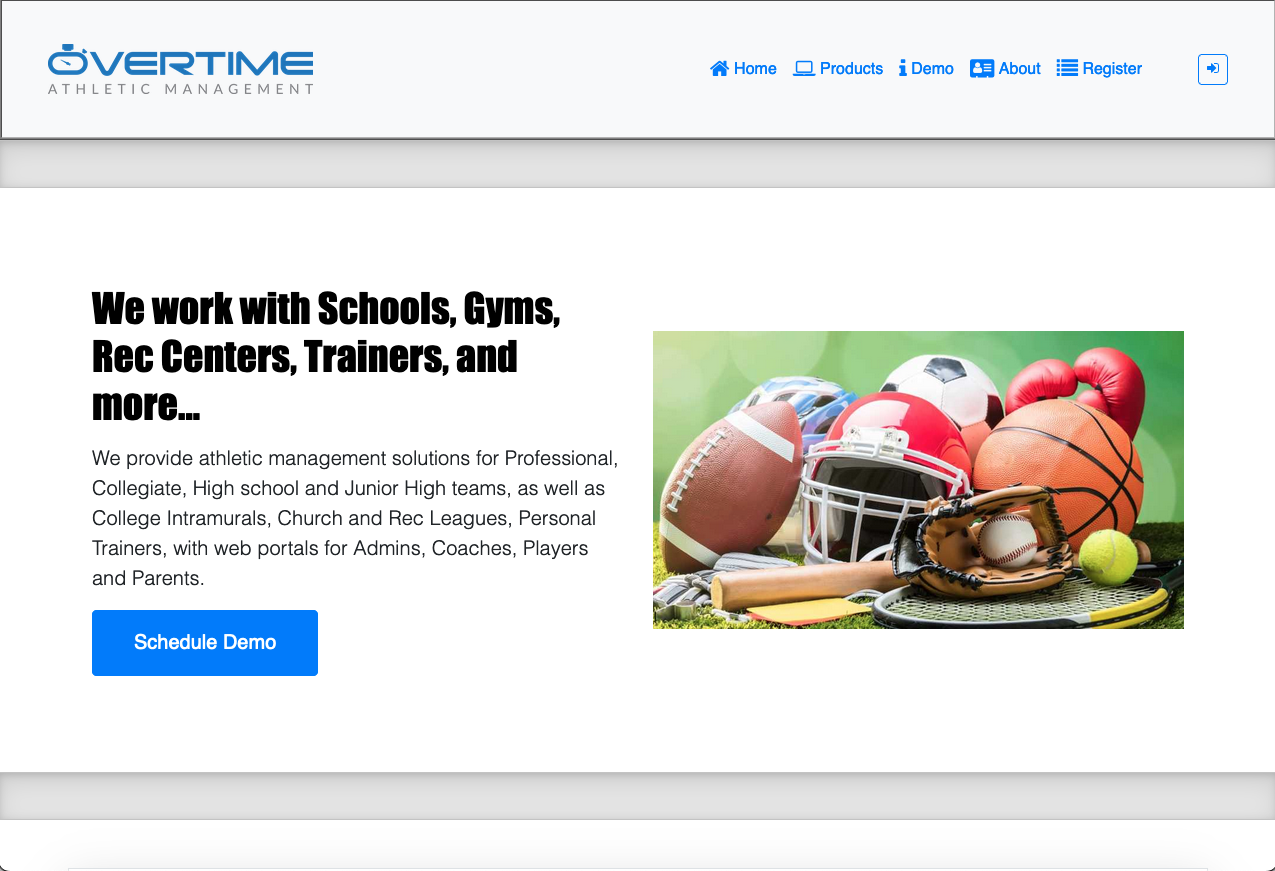 OVERTIME
ATHLETIC MANAGEMENT
Home Products Demo About Register
We work with Schools, Gyms,
Rec Centers, Trainers, and
more...
We provide athletic management solutions for Professional,
Collegiate, High school and Junior High teams, as well as
College Intramurals, Church and Rec Leagues, Personal
Trainers, with web portals for Admins, Coaches, Players
and Parents.
Schedule Demo